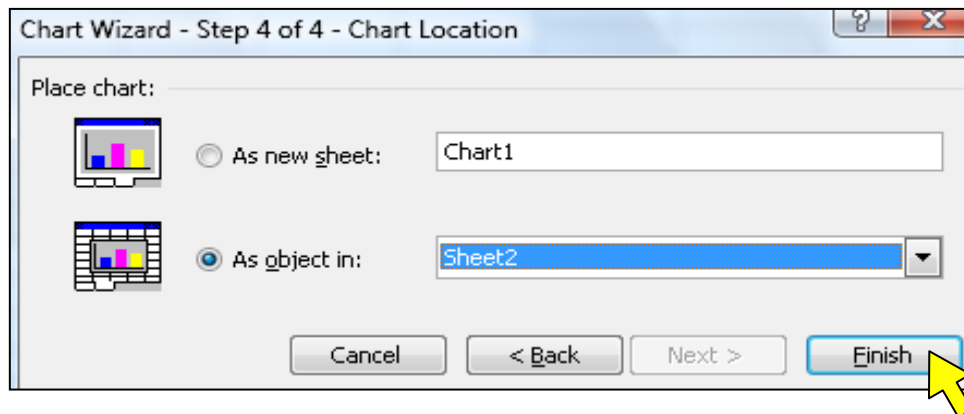 Chart Wizard - Step 4 of 4 - Chart Location
?
Place chart:
As new sheet: Chart1
As object in: Sheet2
Cancel < Back Next > Finish